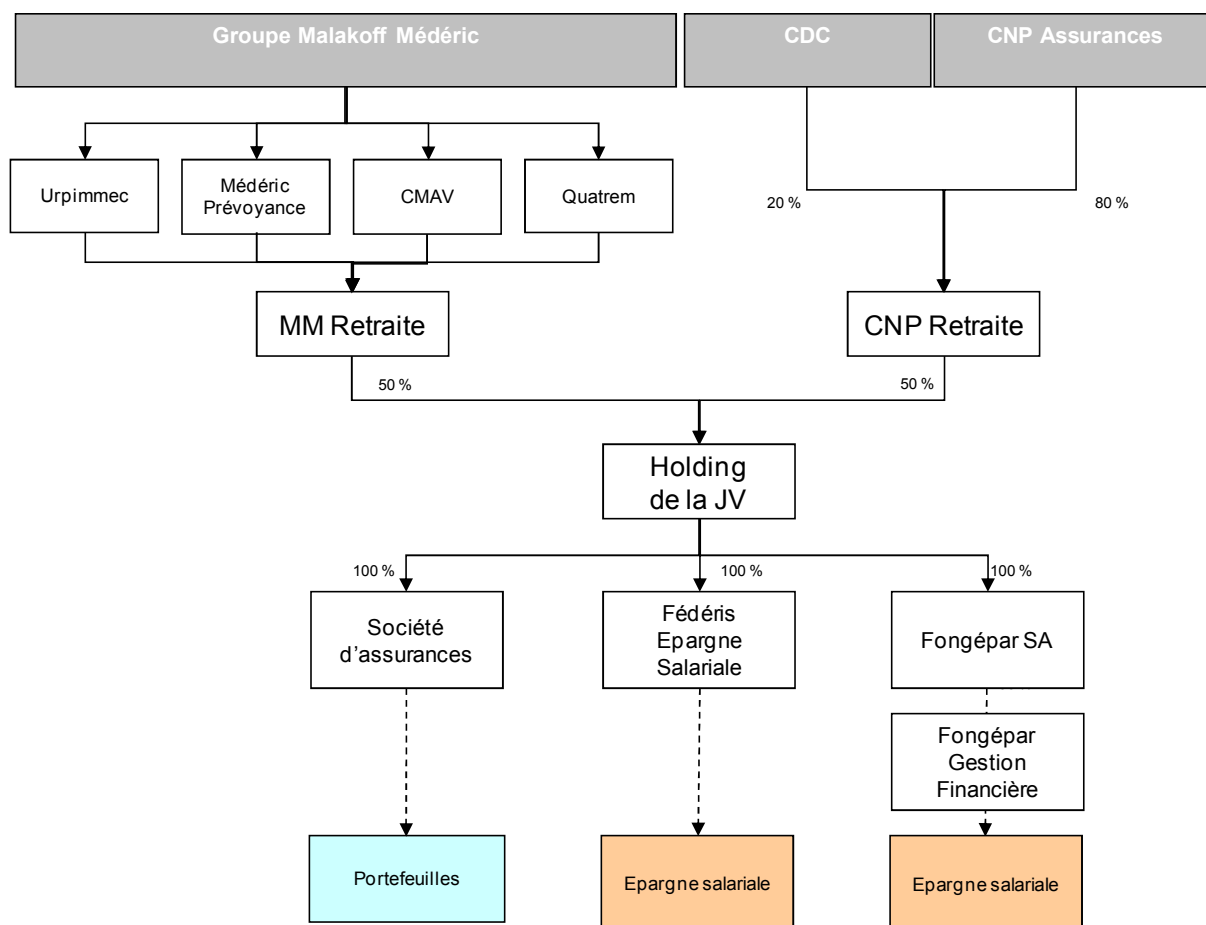 Groupe Malakoff Médéric
CDC
CNP Assurances
Urpimmec
Médéric
Prévoyance
CMAV
Quatrem
20 %
80 %
MM Retraite
CNP Retraite
50 %
50 %
Holding
de la JV
100 %
100 %
100 %
Société
d'assurances
Fédéris
Epargne
Salariale
Fongépar SA
Fongépar
Gestion
Financière
Portefeuilles
Epargne salariale
Epargne salariale